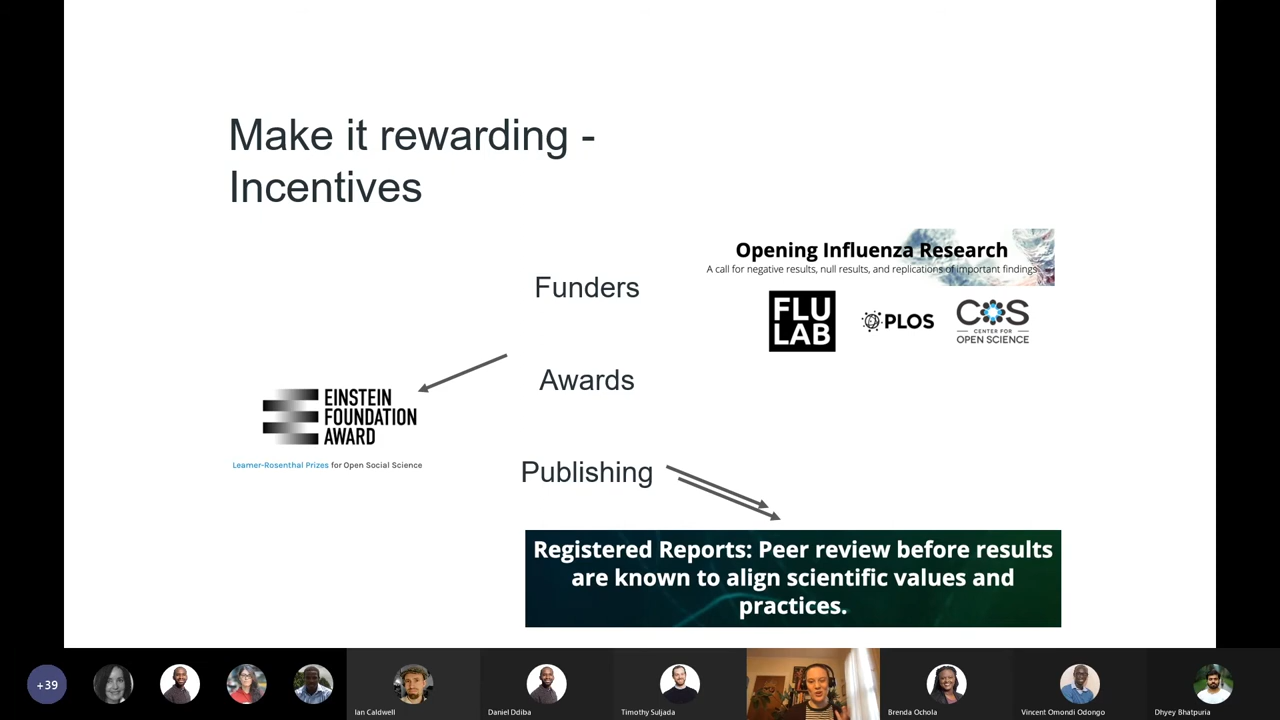 Make it rewarding -
Incentives
Opening Influenza Research
A call for negative results, null results, and replications of important findings.
Funders
FLU
LAB
PLOS
COS
CENTER FOR
OPEN SCIENCE
Awards
EINSTEIN
FOUNDATION
AWARD
Leamer-Rosenthal Prizes for Open Social Science
Publishing
Registered Reports: Peer review before results
are known to align scientific values and
practices.
+39
Ian Caldwell
Daniel Ddiba
Timothy Suljada
Brenda Ochola
Vincent Omondi Odongo
Dhyey Bhatpuria